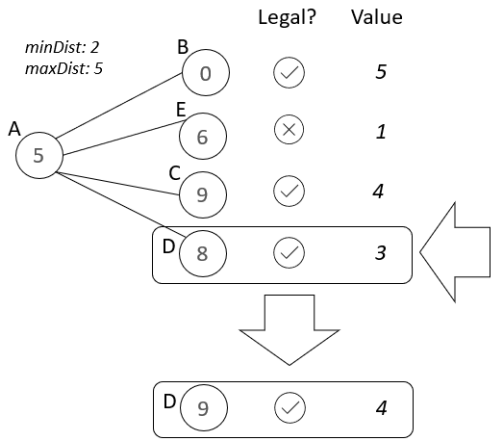 Legal? Value
minDist: 2
maxDist: 5
B 0 5
E 6 1
A 5
C 9 4
D 8 3
D 9 4